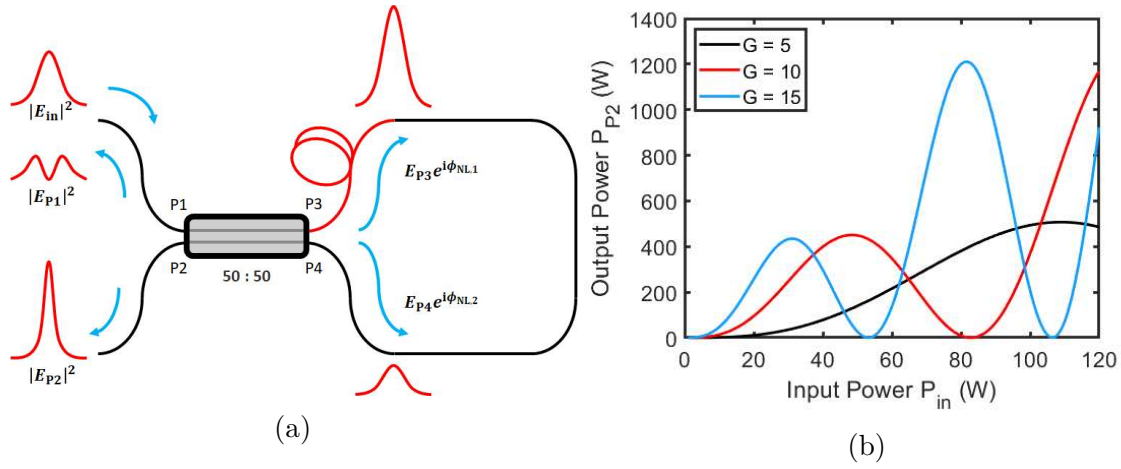 |E_in|²
|E_P1|²
P1
P2
P3
P4
50 : 50
E_P3 e^{iϕ_NL1}
E_P4 e^{iϕ_NL2}
|E_P2|²
(a)
Output Power P_P2 (W)
1400
1200
1000
800
600
400
200
0
G = 5
G = 10
G = 15
0 20 40 60 80 100 120
Input Power P_in (W)
(b)